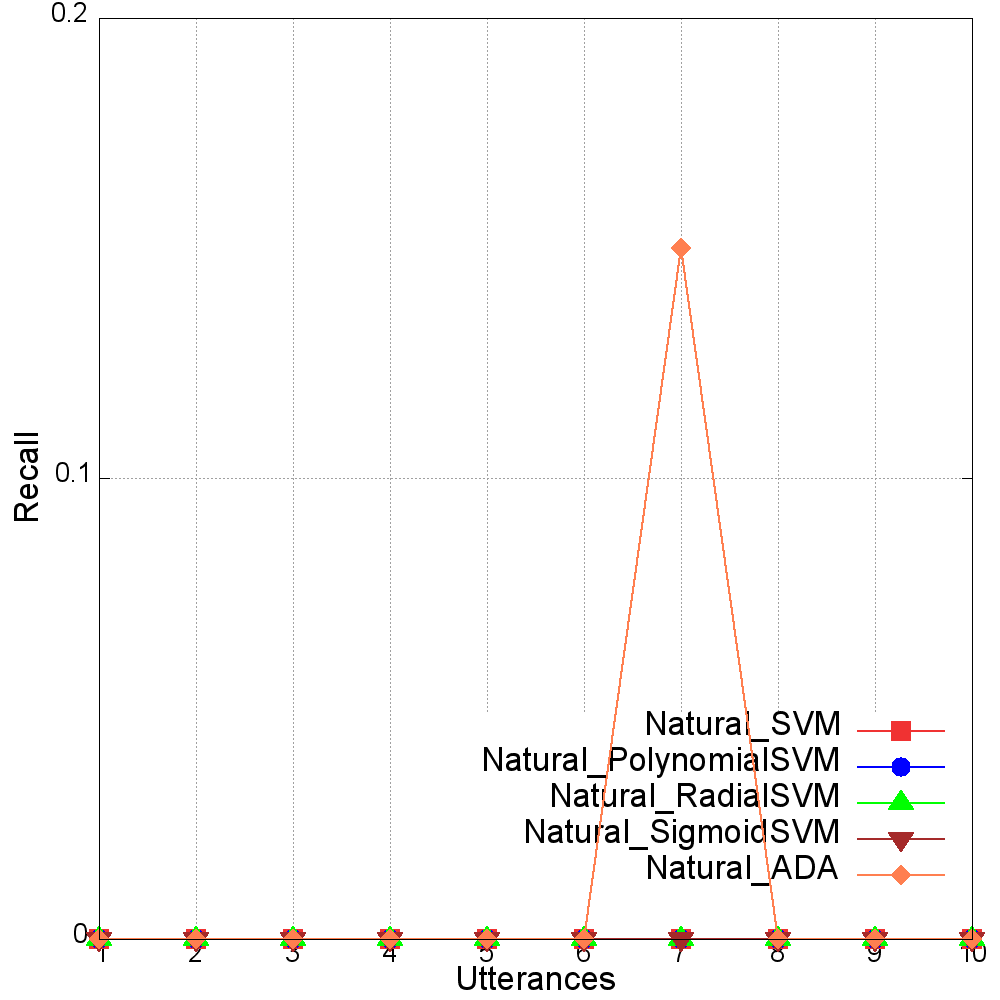 0.2
0.1
0
Recall
Natural_SVM
Natural_PolynomialSVM
Natural_RadialSVM
Natural_SigmoidSVM
Natural_ADA
1 2 3 4 5 6 7 8 9 10
Utterances